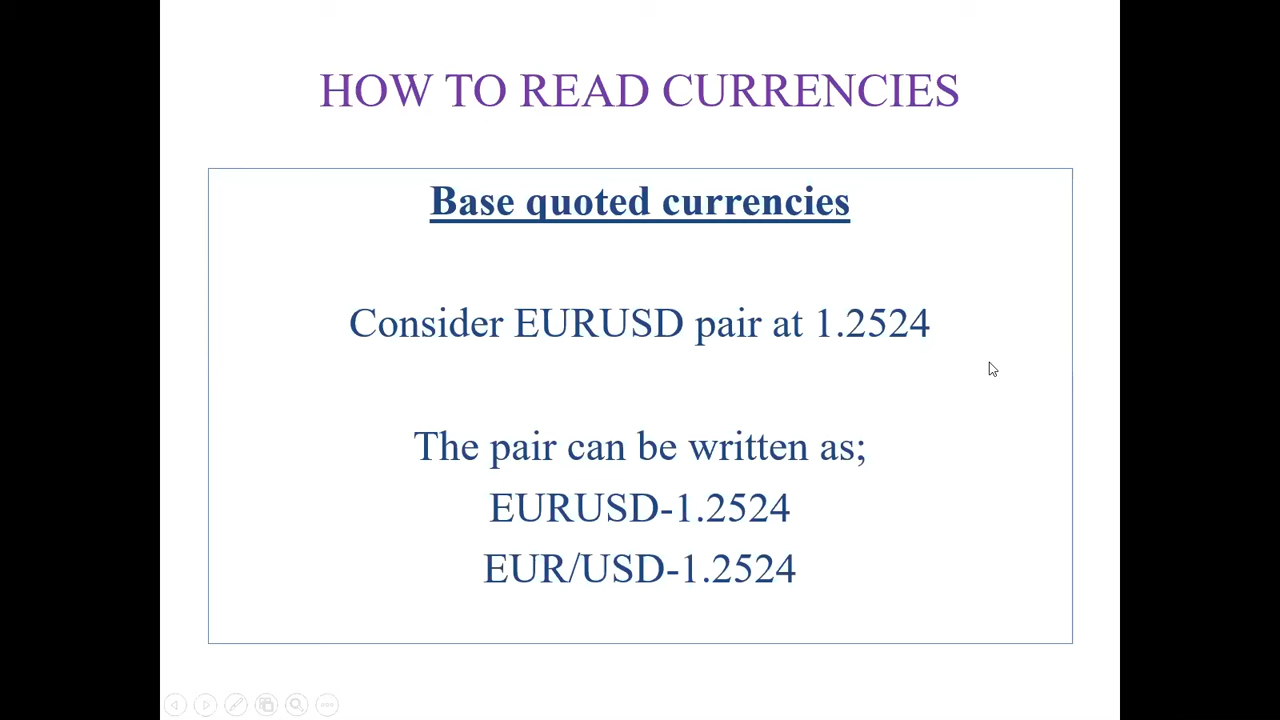 HOW TO READ CURRENCIES
Base quoted currencies
Consider EURUSD pair at 1.2524
The pair can be written as;
EURUSD-1.2524
EUR/USD-1.2524